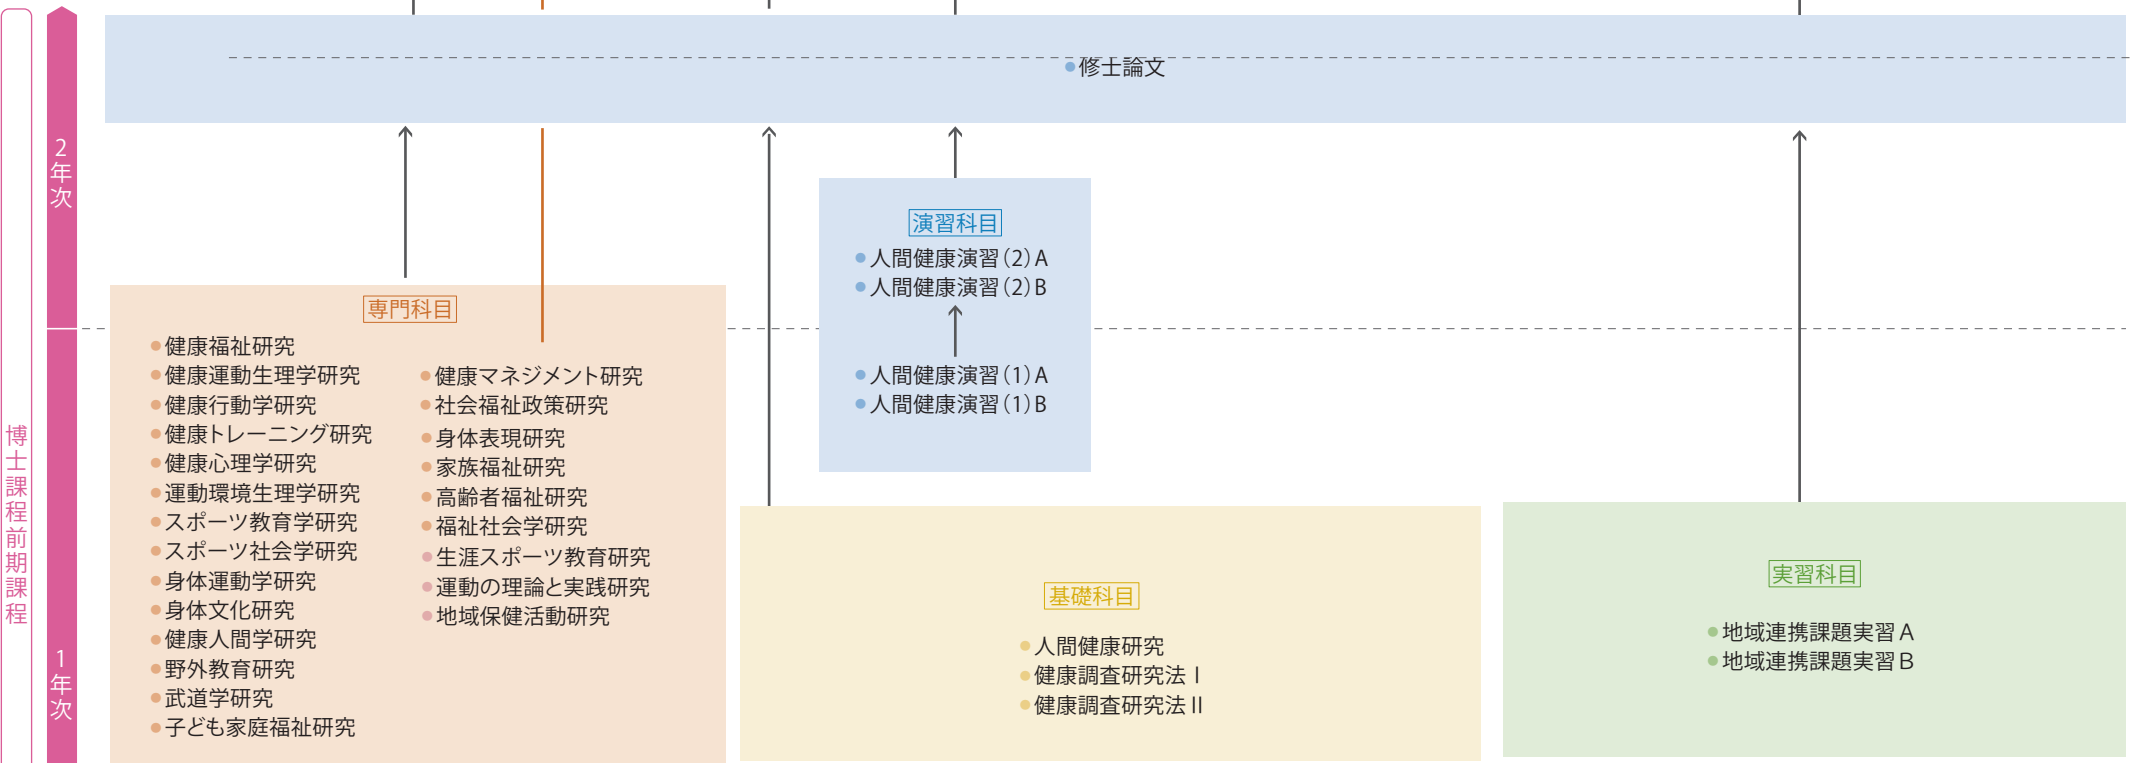 博士課程前期課程
2年次
1年次
修士論文
演習科目
人間健康演習(2)A
人間健康演習(2)B
人間健康演習(1)A
人間健康演習(1)B
専門科目
健康福祉研究
健康運動生理学研究
健康行動学研究
健康トレーニング研究
健康心理学研究
運動環境生理学研究
スポーツ教育学研究
スポーツ社会学研究
身体運動学研究
身体文化研究
健康人間学研究
野外教育研究
武道学研究
子ども家庭福祉研究
健康マネジメント研究
社会福祉政策研究
身体表現研究
家族福祉研究
高齢者福祉研究
福祉社会学研究
生涯スポーツ教育研究
運動の理論と実践研究
地域保健活動研究
基礎科目
人間健康研究
健康調査研究法Ⅰ
健康調査研究法Ⅱ
実習科目
地域連携課題実習A
地域連携課題実習B